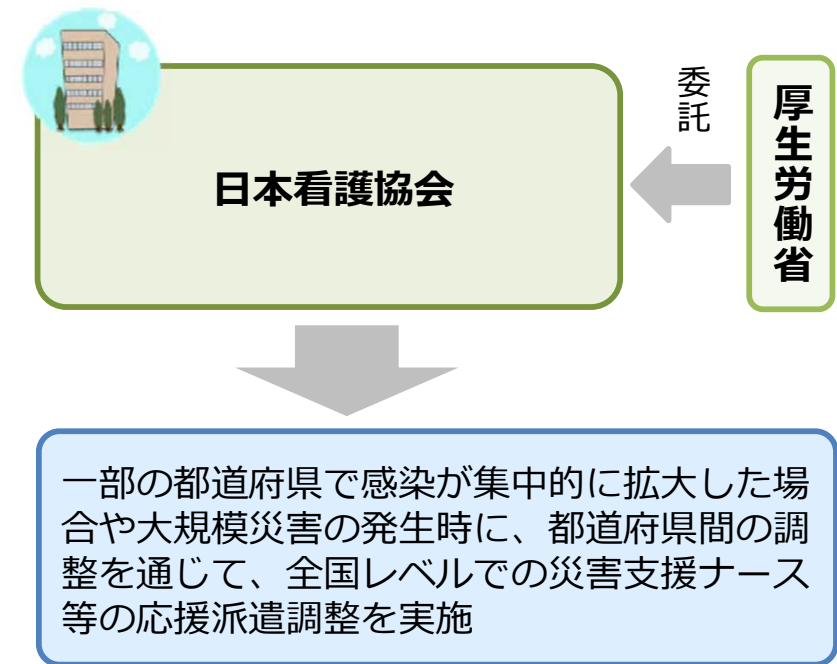 日本看護協会
委託
厚生労働省
一部の都道府県で感染が集中的に拡大した場
合や大規模災害の発生時に、都道府県間の調
整を通じて、全国レベルでの災害支援ナース
等の応援派遣調整を実施